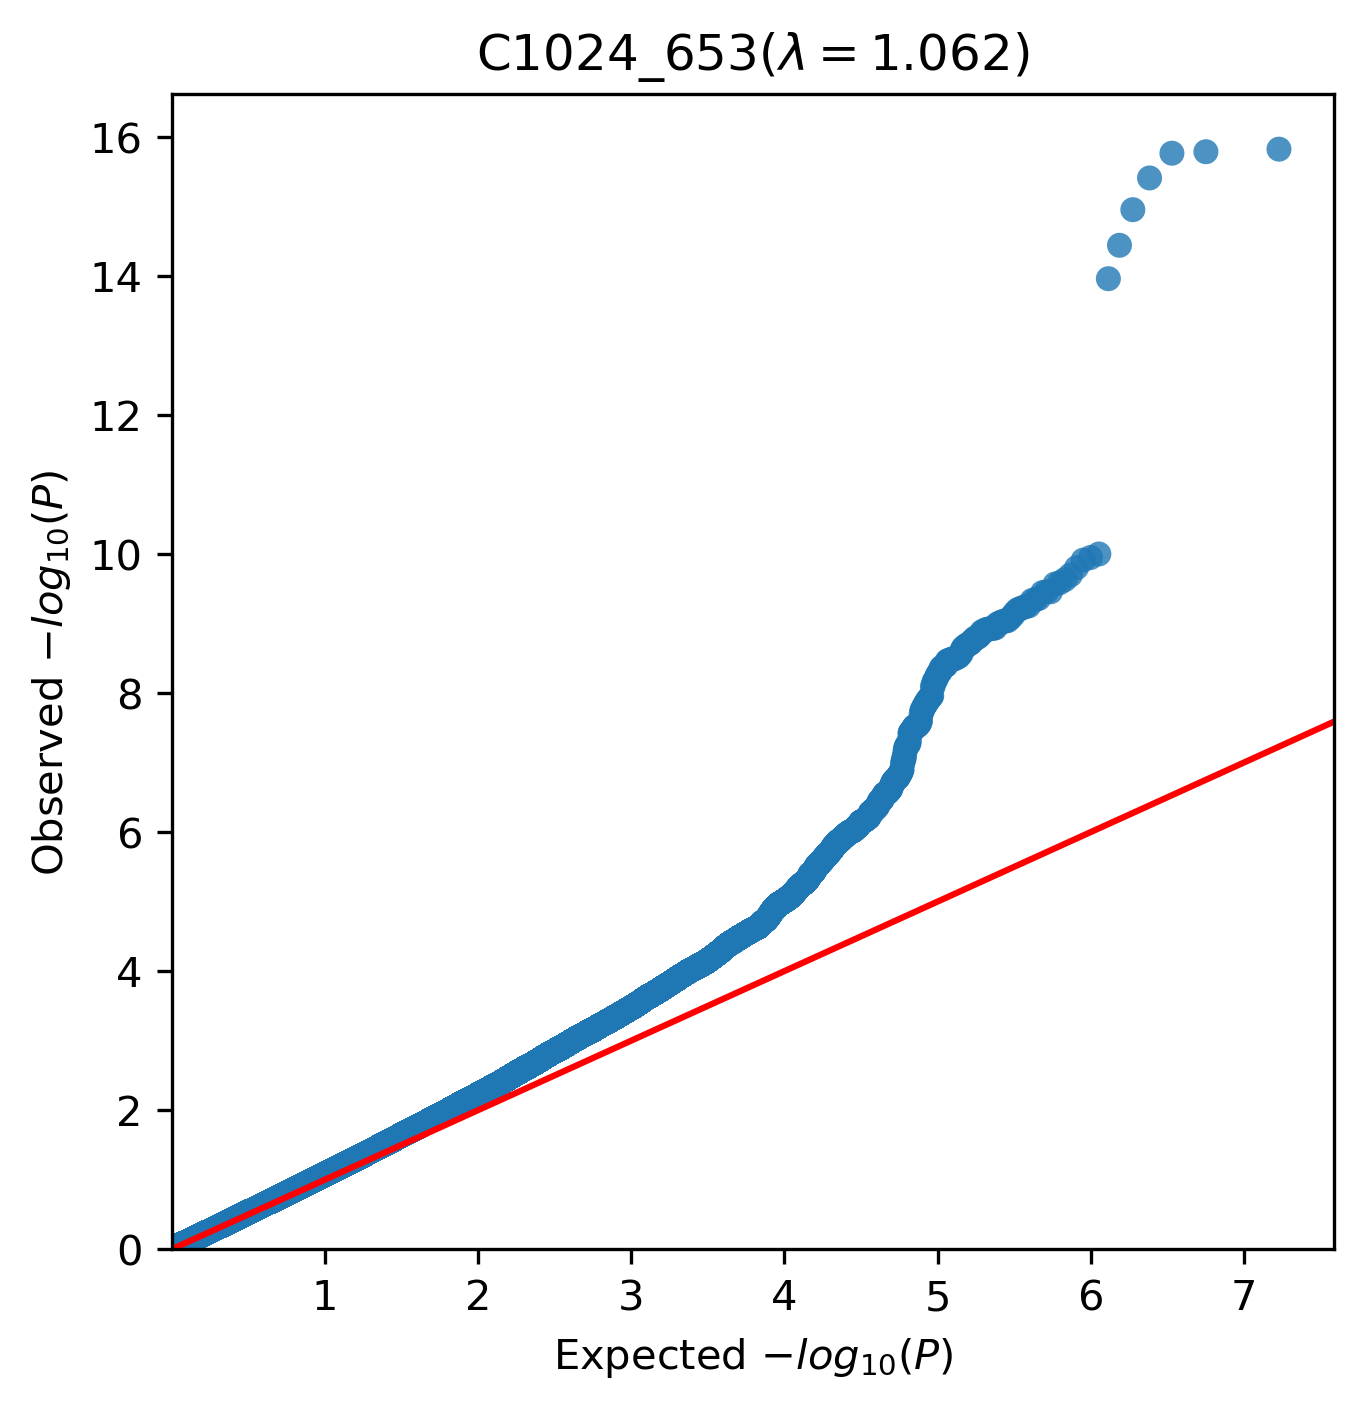 C1024_653(λ = 1.062)
16
14
12
10
8
6
4
2
0
Observed −log₁₀(P)
1 2 3 4 5 6 7
Expected −log₁₀(P)